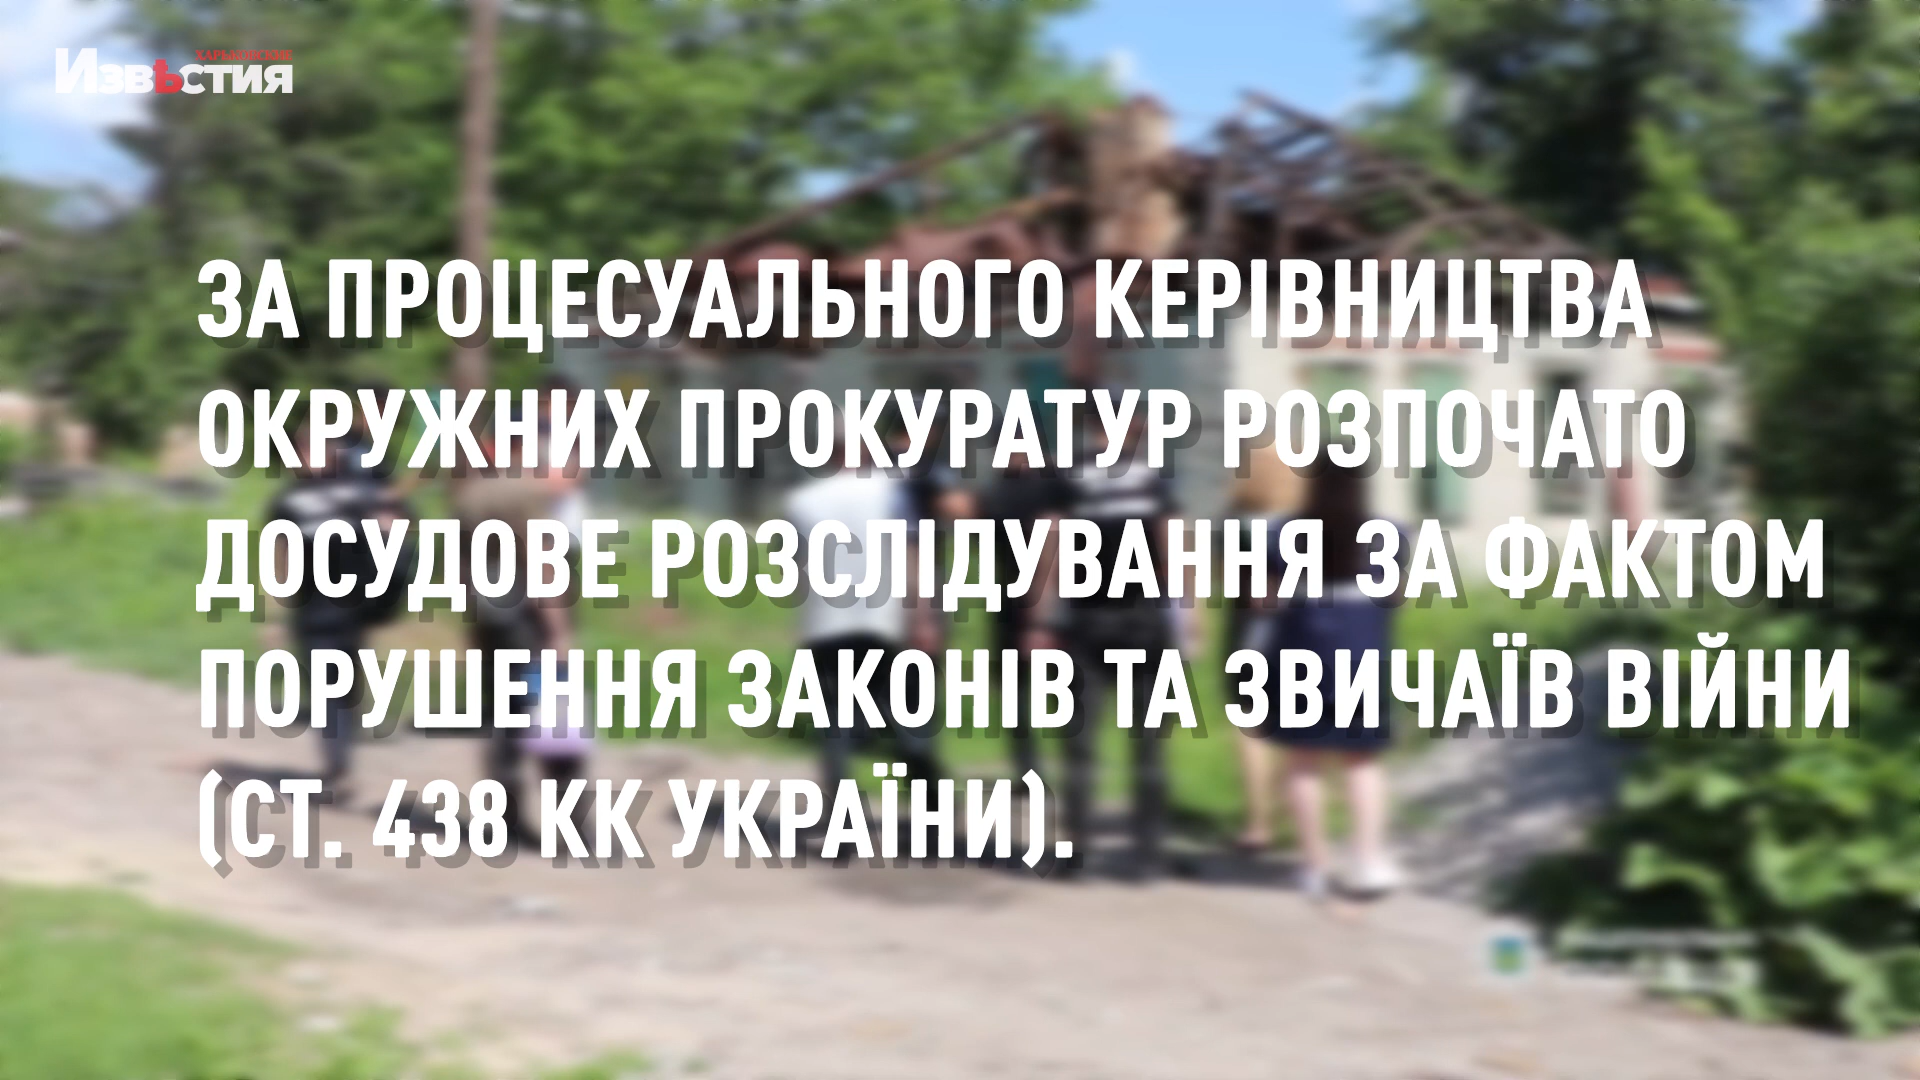 ХАРЬКОВСКИЕ
ИЗВѢСТИЯ
ЗА ПРОЦЕСУАЛЬНОГО КЕРІВНИЦТВА
ОКРУЖНИХ ПРОКУРАТУР РОЗПОЧАТО
ДОСУДОВЕ РОЗСЛІДУВАННЯ ЗА ФАКТОМ
ПОРУШЕННЯ ЗАКОНІВ ТА ЗВИЧАЇВ ВІЙНИ
(СТ. 438 КК УКРАЇНИ).